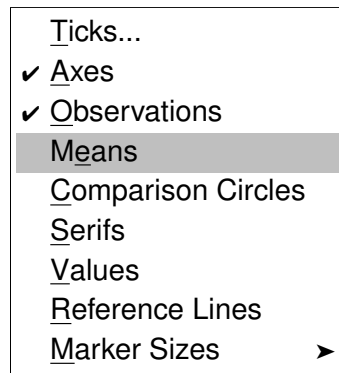 Ticks...
✔ Axes
✔ Observations
Means
Comparison Circles
Serifs
Values
Reference Lines
Marker Sizes ➤